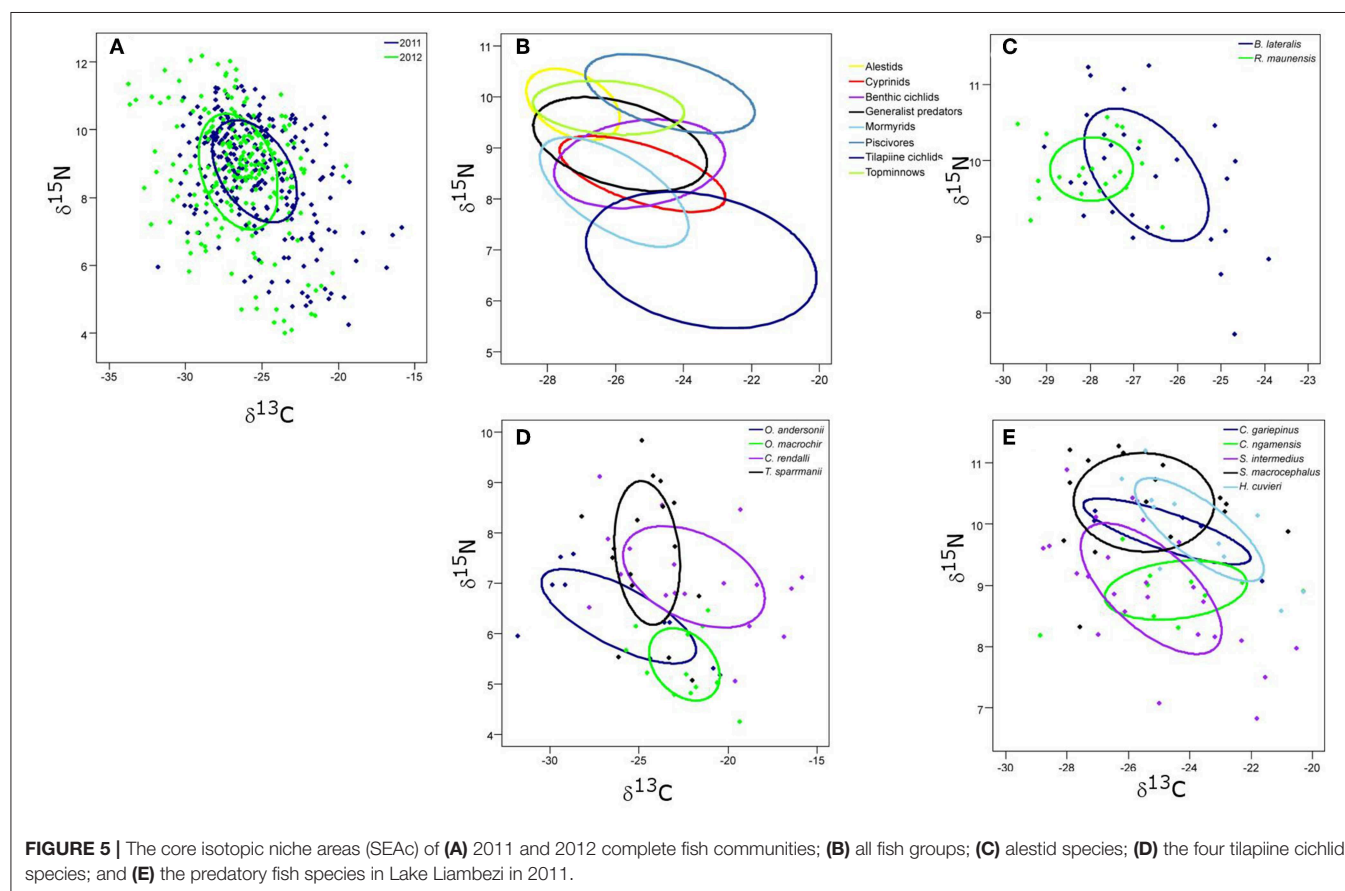 A
2011
2012
12
10
8
6
4
δ15N
-35
-30
-25
-20
-15
δ13C
B
11
10
9
8
7
6
5
δ15N
-28
-26
-24
-22
-20
Alestids
Cyprinids
Benthic cichlids
Generalist predators
Mormyrids
Piscivores
Tilapiine cichlids
Topminnows
C
B. lateralis
R. maunensis
11
10
9
8
δ15N
-30
-29
-28
-27
-26
-25
-24
-23
D
O. andersonii
O. macrochir
C. rendalli
T. sparrmanii
10
9
8
7
6
5
4
δ15N
-30
-25
-20
-15
δ13C
E
C. gariepinus
C. ngamensis
S. intermedius
S. macrocephalus
H. cuvieri
11
10
9
8
7
δ15N
-30
-28
-26
-24
-22
-20
δ13C
FIGURE 5 | The core isotopic niche areas (SEAc) of (A) 2011 and 2012 complete fish communities; (B) all fish groups; (C) alestid species; (D) the four tilapiine cichlid
species; and (E) the predatory fish species in Lake Liambezi in 2011.